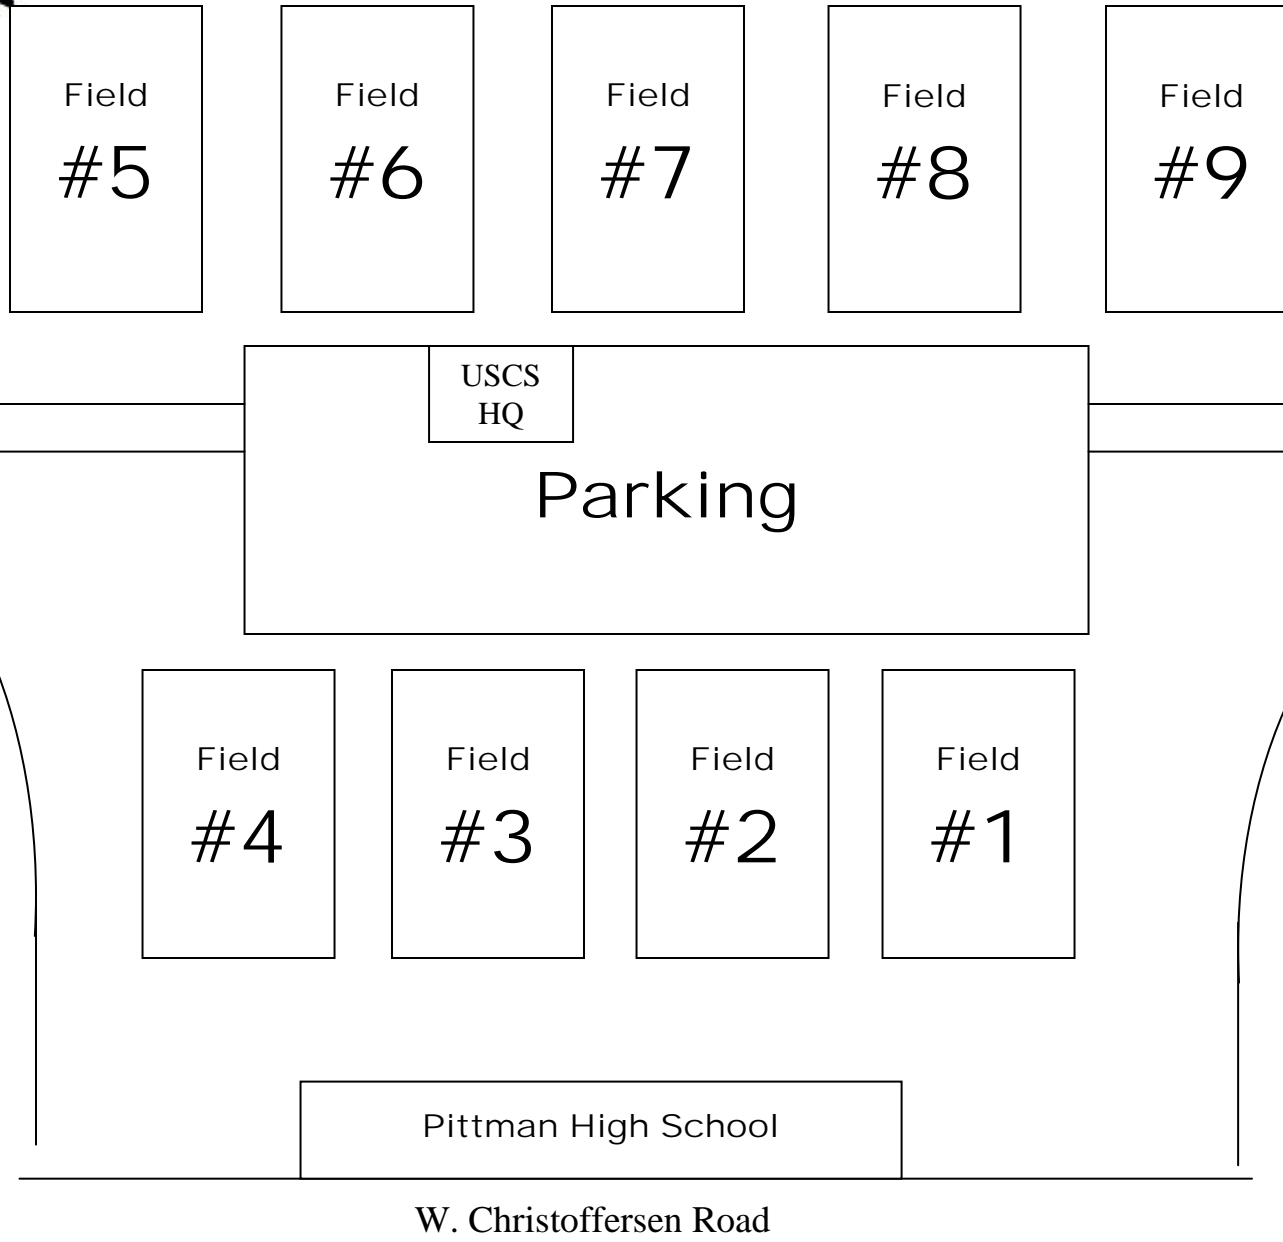 Field
#5
Field
#6
Field
#7
Field
#8
Field
#9
USCS
HQ
Parking
Field
#4
Field
#3
Field
#2
Field
#1
Pittman High School
W. Christoffersen Road